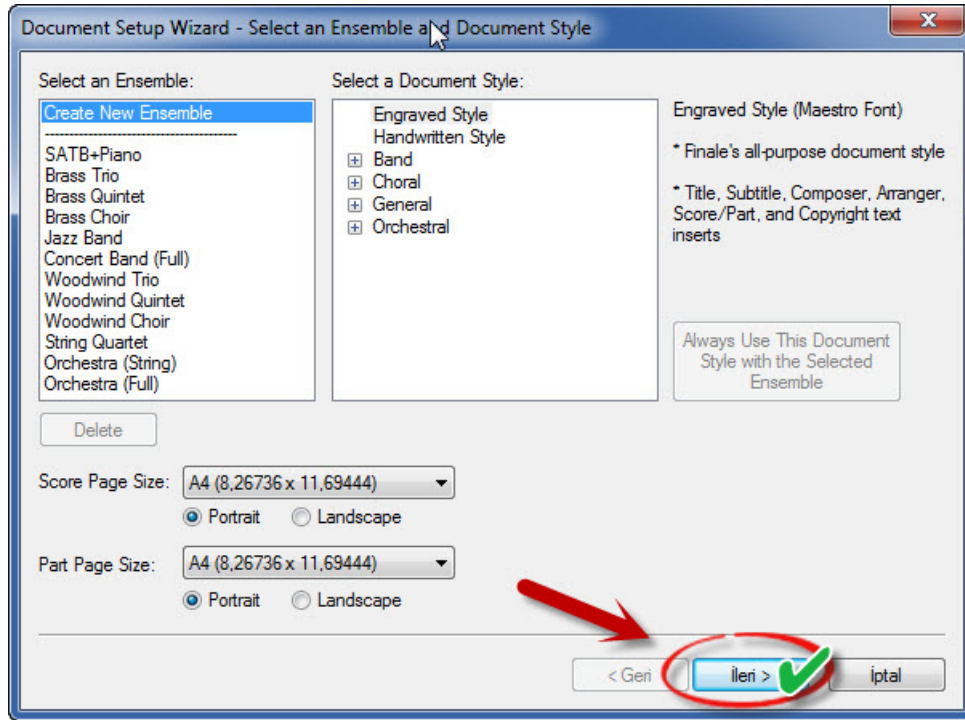 Document Setup Wizard - Select an Ensemble and Document Style
Select an Ensemble:
Create New Ensemble
----------------------------------------
SATB+Piano
Brass Trio
Brass Quintet
Brass Choir
Jazz Band
Concert Band (Full)
Woodwind Trio
Woodwind Quintet
Woodwind Choir
String Quartet
Orchestra (String)
Orchestra (Full)
Delete
Select a Document Style:
Engraved Style
Handwritten Style
Band
Choral
General
Orchestral
Engraved Style (Maestro Font)
* Finale's all-purpose document style
* Title, Subtitle, Composer, Arranger,
Score/Part, and Copyright text
inserts
Always Use This Document
Style with the Selected
Ensemble
Score Page Size: A4 (8,26736 x 11,69444)
Portrait Landscape
Part Page Size: A4 (8,26736 x 11,69444)
Portrait Landscape
< Geri İleri > İptal